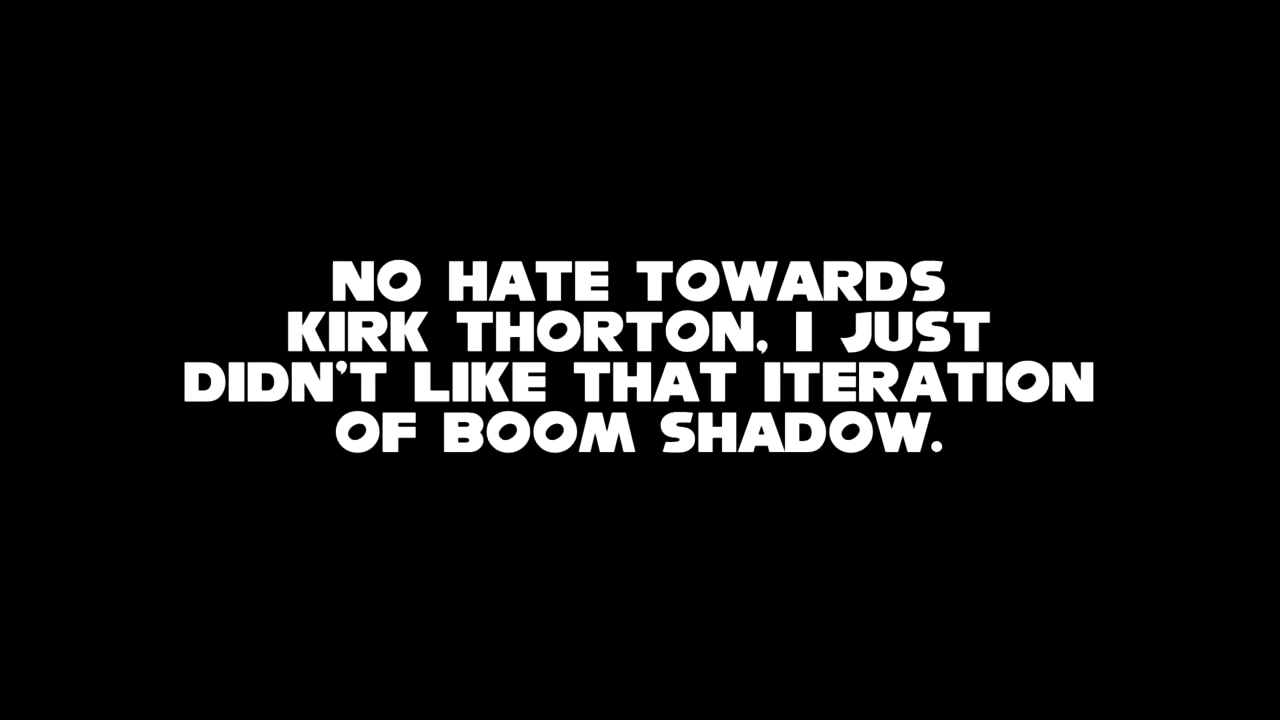 NO HATE TOWARDS
KIRK THORTON, I JUST
DIDN'T LIKE THAT ITERATION
OF BOOM SHADOW.